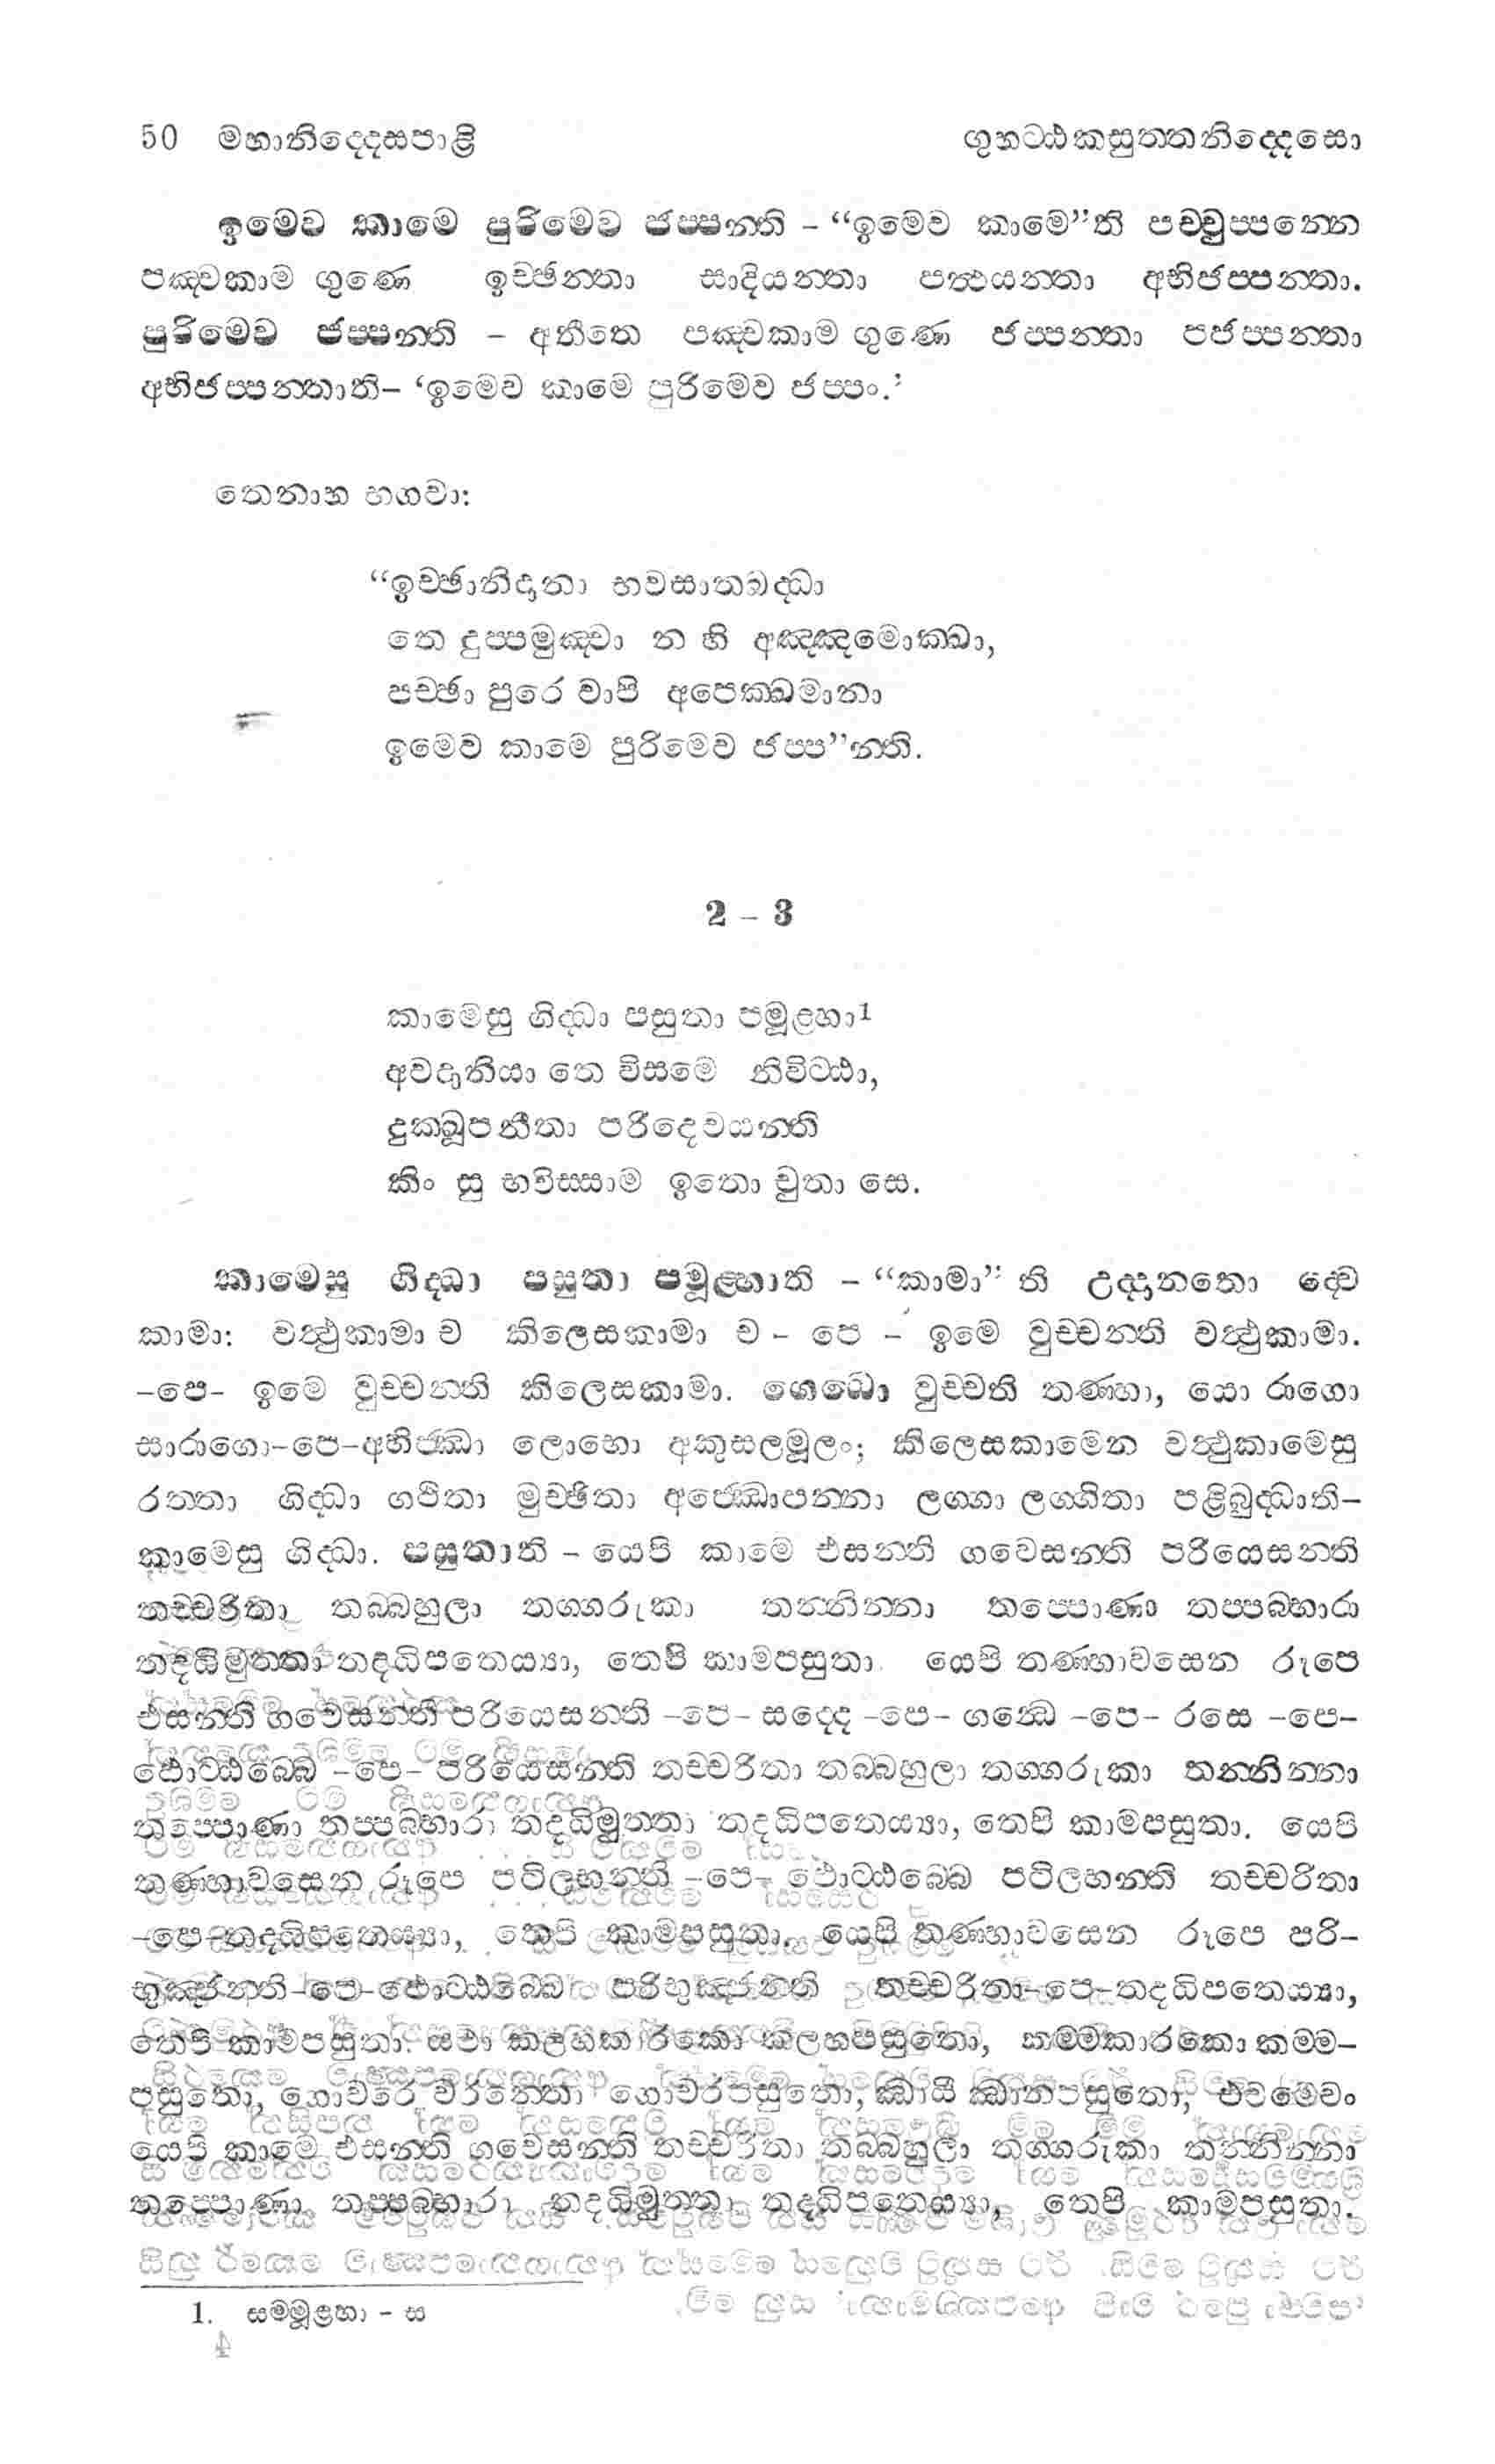 50 මහානිද්දෙසපාළි ගුහට්ඨකසුත්තනිද්දෙසො
ඉමෙව කාමෙ පුරිමෙව ජප්පන්ති – “ඉමෙව කාමෙ”ති පච්චුප්පන්නෙ
පඤ්චකාම ගුණෙ ඉච්ඡන්තා සාදියන්තා පත්ථයන්තා අභිජප්පන්තා.
පුරිමෙව ජප්පන්ති – අතීතෙ පඤ්චකාම ගුණෙ ජප්පන්තා පජප්පන්තා
අභිජප්පන්තාති– ‘ඉමෙව කාමෙ පුරිමෙව ජප්පං.’
තෙනාහ භගවා:
“ඉච්ඡානිදානා භවසාතබද්ධා
තෙ දුප්පමුඤ්චා න හි අඤ්ඤමොක්ඛා,
පච්ඡා පුරෙ වාපි අපෙක්ඛමානා
ඉමෙව කාමෙ පුරිමෙව ජප්ප”න්ති.
2 – 3
කාමෙසු ගිද්ධා පසුතා පමූළ්හා1
අවදානියා තෙ විසමෙ නිවිට්ඨා,
දුක්ඛූපනීතා පරිදෙවයන්ති
කිං සු භවිස්සාම ඉතො චුතා සෙ.
කාමෙසු ගිද්ධා පසුතා පමූළ්හාති – “කාමා” ති උද්දානතො ද්වෙ
කාමා: වත්ථුකාමා ච කිලෙසකාමා ච – පෙ – ඉමෙ වුච්චන්ති වත්ථුකාමා.
–පෙ– ඉමෙ වුච්චන්ති කිලෙසකාමා. ගෙධො වුච්චති තණ්හා, යො රාගො
සාරාගො–පෙ–අභිජ්ඣා ලොභො අකුසලමූලං; කිලෙසකාමෙන වත්ථුකාමෙසු
රත්තා ගිද්ධා ගථිතා මුච්ඡිතා අජ්ඣොපන්නා ලග්ගා ලග්ගිතා පළිබුද්ධාති–
කාමෙසු ගිද්ධා. පසුතාති – යෙපි කාමෙ එසන්ති ගවෙසන්ති පරියෙසන්ති
තච්චරිතා තබ්බහුලා තග්ගරුකා තන්නින්නා තප්පොණා තප්පබ්භාරා
තදධිමුත්තා තදධිපතෙය්‍යා, තෙපි කාමපසුතා. යෙපි තණ්හාවසෙන රූපෙ
එසන්ති ගවෙසන්ති පරියෙසන්ති –පෙ– සද්දෙ –පෙ– ගන්ධෙ –පෙ– රසෙ –පෙ–
ඵොට්ඨබ්බෙ –පෙ– පරියෙසන්ති තච්චරිතා තබ්බහුලා තග්ගරුකා තන්නින්නා
තප්පොණා තප්පබ්භාරා තදධිමුත්තා තදධිපතෙය්‍යා, තෙපි කාමපසුතා. යෙපි
තණ්හාවසෙන රූපෙ පටිලභන්ති –පෙ– ඵොට්ඨබ්බෙ පටිලභන්ති තච්චරිතා
–පෙ–තදධිපතෙය්‍යා, තෙපි කාමපසුතා. යෙපි තණ්හාවසෙන රූපෙ පරි–
භුඤ්ජන්ති–පෙ–ඵොට්ඨබ්බෙ පරිභුඤ්ජන්ති තච්චරිතා–පෙ–තදධිපතෙය්‍යා,
තෙපි කාමපසුතා. යථා කලහකාරකො කලහපසුතො, කම්මකාරකො කම්ම–
පසුතො, ගොචරෙ චරන්තො ගොචරපසුතො, ඣායී ඣානපසුතො, එවමෙවං
යෙපි කාමෙ එසන්ති ගවෙසන්ති තච්චරිතා තබ්බහුලා තග්ගරුකා තන්නින්නා
තප්පොණා තප්පබ්භාරා තදධිමුත්තා තදධිපතෙය්‍යා, තෙපි කාමපසුතා.
1. සම්මූළ්හා – ස
4